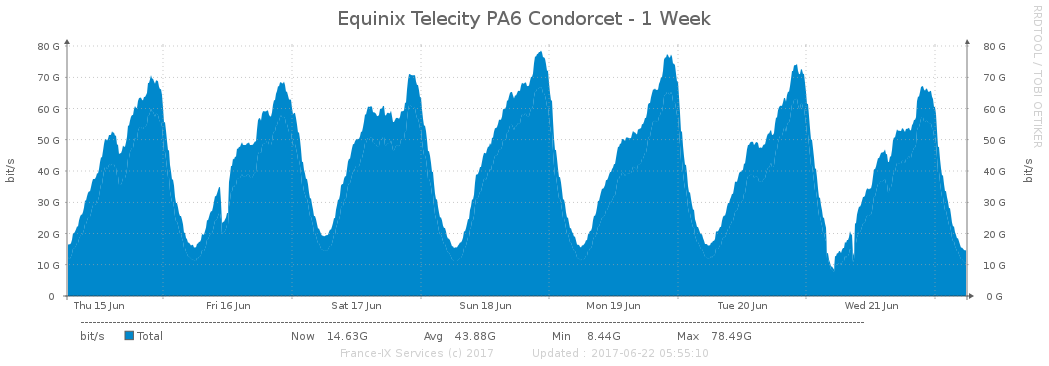 Equinix Telecity PA6 Condorcet - 1 Week
RRDTOOL / TOBI OETIKER
80 G 80 G
70 G 70 G
60 G 60 G
50 G 50 G
40 G 40 G
30 G 30 G
20 G 20 G
10 G 10 G
0 0 G
bit/s
bit/s
Thu 15 Jun Fri 16 Jun Sat 17 Jun Sun 18 Jun Mon 19 Jun Tue 20 Jun Wed 21 Jun
bit/s Total Now 14.63G Avg 43.88G Min 8.44G Max 78.49G
France-IX Services (c) 2017 Updated : 2017-06-22 05:55:10